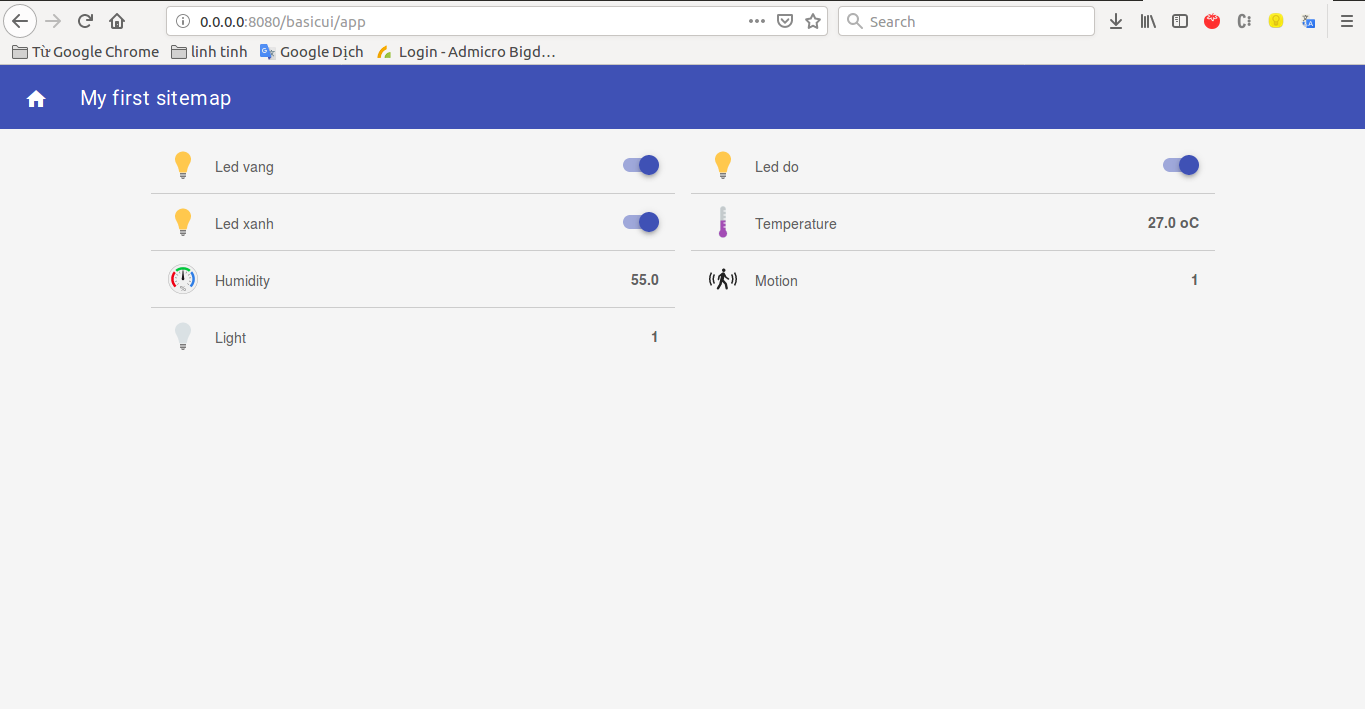 0.0.0.0:8080/basicui/app
Search
Từ Google Chrome linh tinh Google Dịch Login - Admicro Bigd...
My first sitemap
Led vang
Led do
Led xanh
Temperature 27.0 oC
Humidity 55.0
Motion 1
Light 1